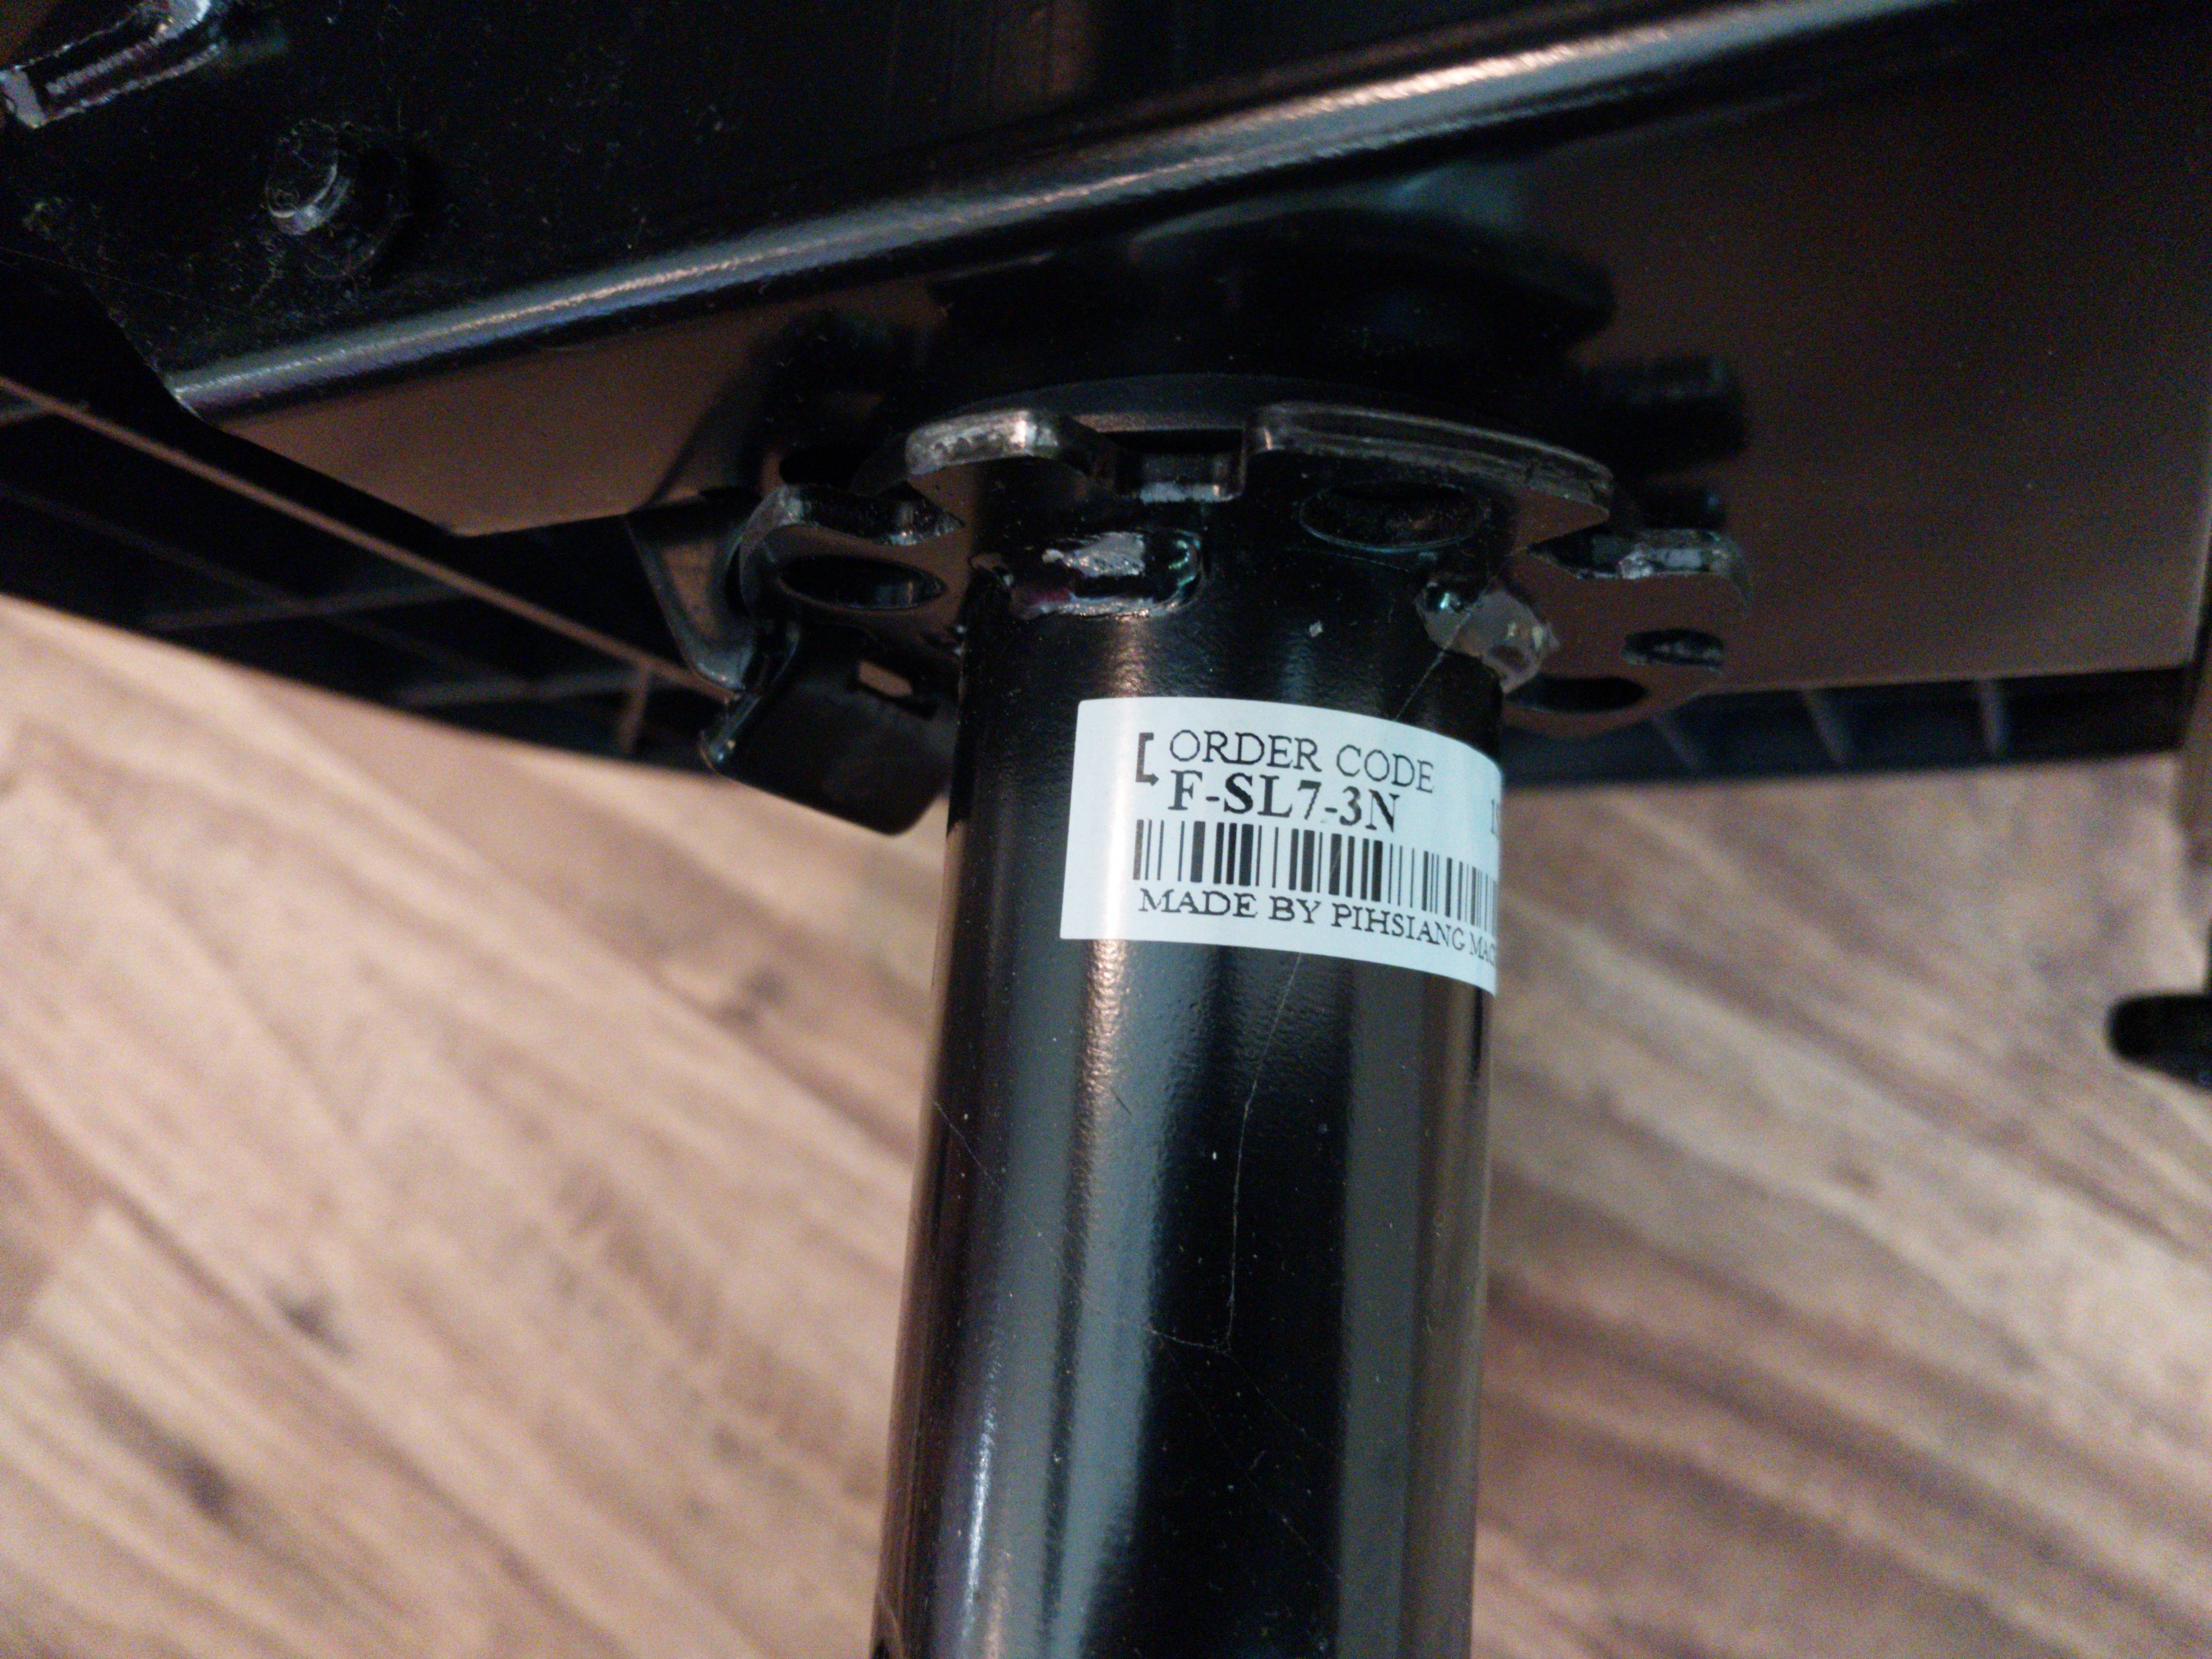 ORDER CODE
F-SL7-3N
MADE BY PIHSIANG